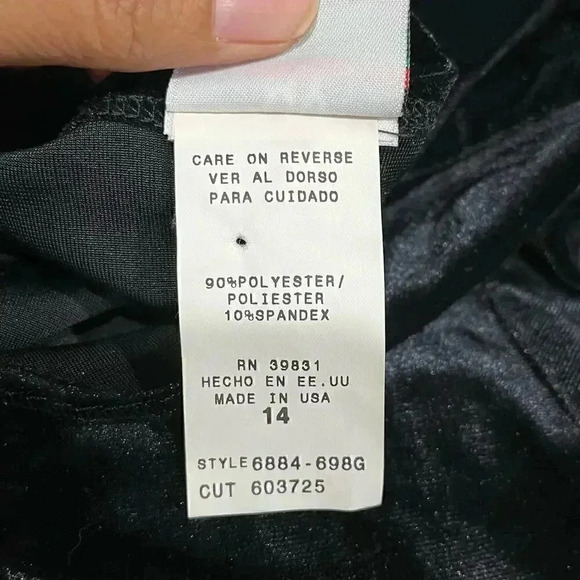 CARE ON REVERSE
VER AL DORSO
PARA CUIDADO
90%POLYESTER/
POLIESTER
10%SPANDEX
RN 39831
HECHO EN EE.UU
MADE IN USA
14
STYLE 6884-698G
CUT 603725